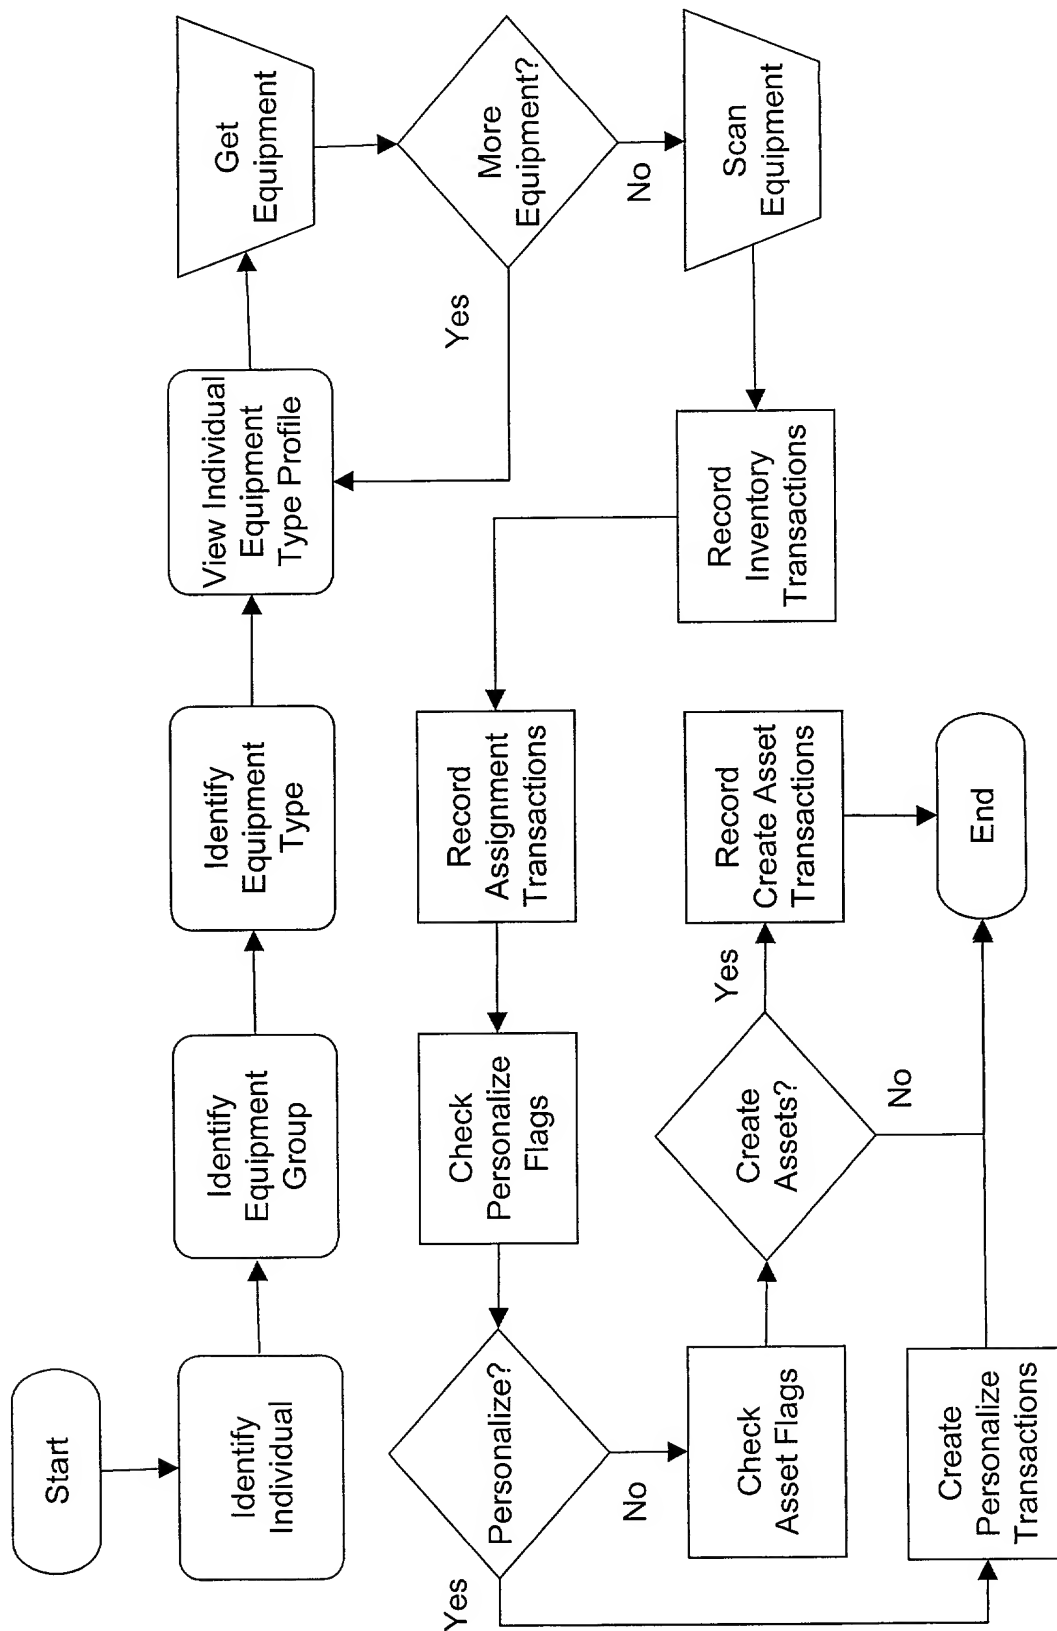 Start
Identify
Individual
Identify
Equipment
Group
Identify
Equipment
Type
View Individual
Equipment
Type Profile
Get
Equipment
More
Equipment?
Yes
No
Scan
Equipment
Record
Inventory
Transactions
Record
Assignment
Transactions
Check
Personalize
Flags
Personalize?
Yes
No
Check
Asset Flags
Create
Assets?
Yes
No
Record
Create Asset
Transactions
Create
Personalize
Transactions
End